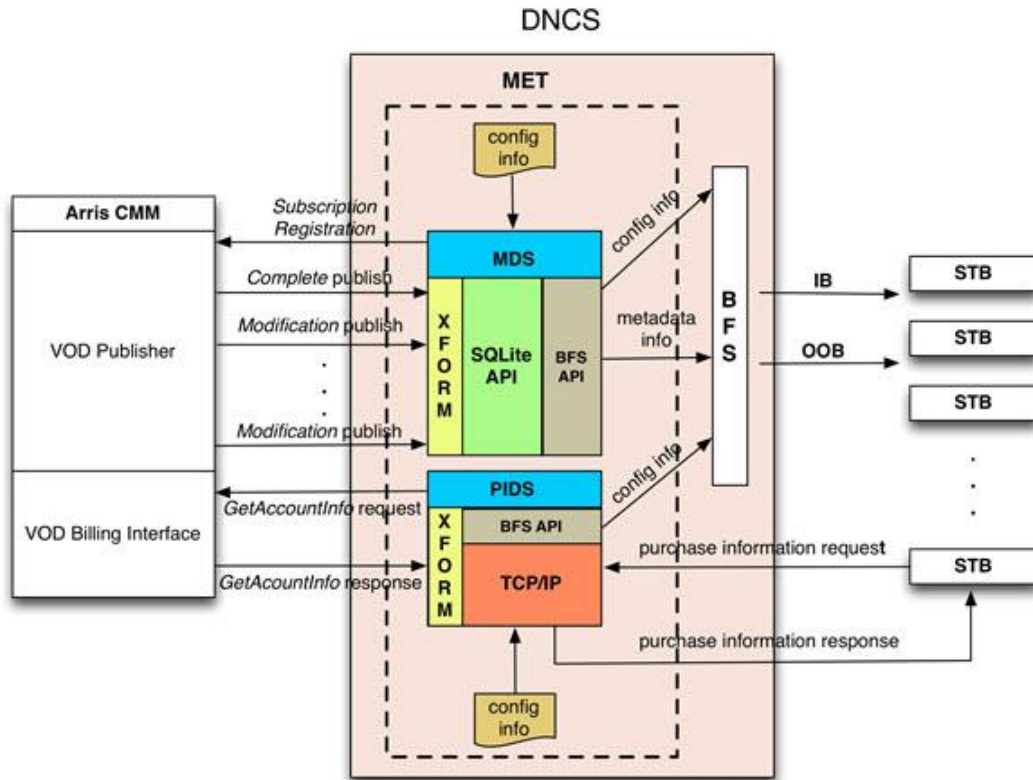 DNCS
MET
config
info
Arris CMM
Subscription
Registration
MDS
config info
Complete publish
IB
STB
VOD Publisher
Modification publish
X
F
O
R
M
SQLite
API
BFS
API
metadata
info
B
F
S
OOB
STB
.
.
.
STB
Modification publish
config info
.
.
.
PIDS
GetAccountInfo request
VOD Billing Interface
X
F
O
R
M
BFS API
purchase information request
STB
GetAcountInfo response
TCP/IP
purchase information response
config
info